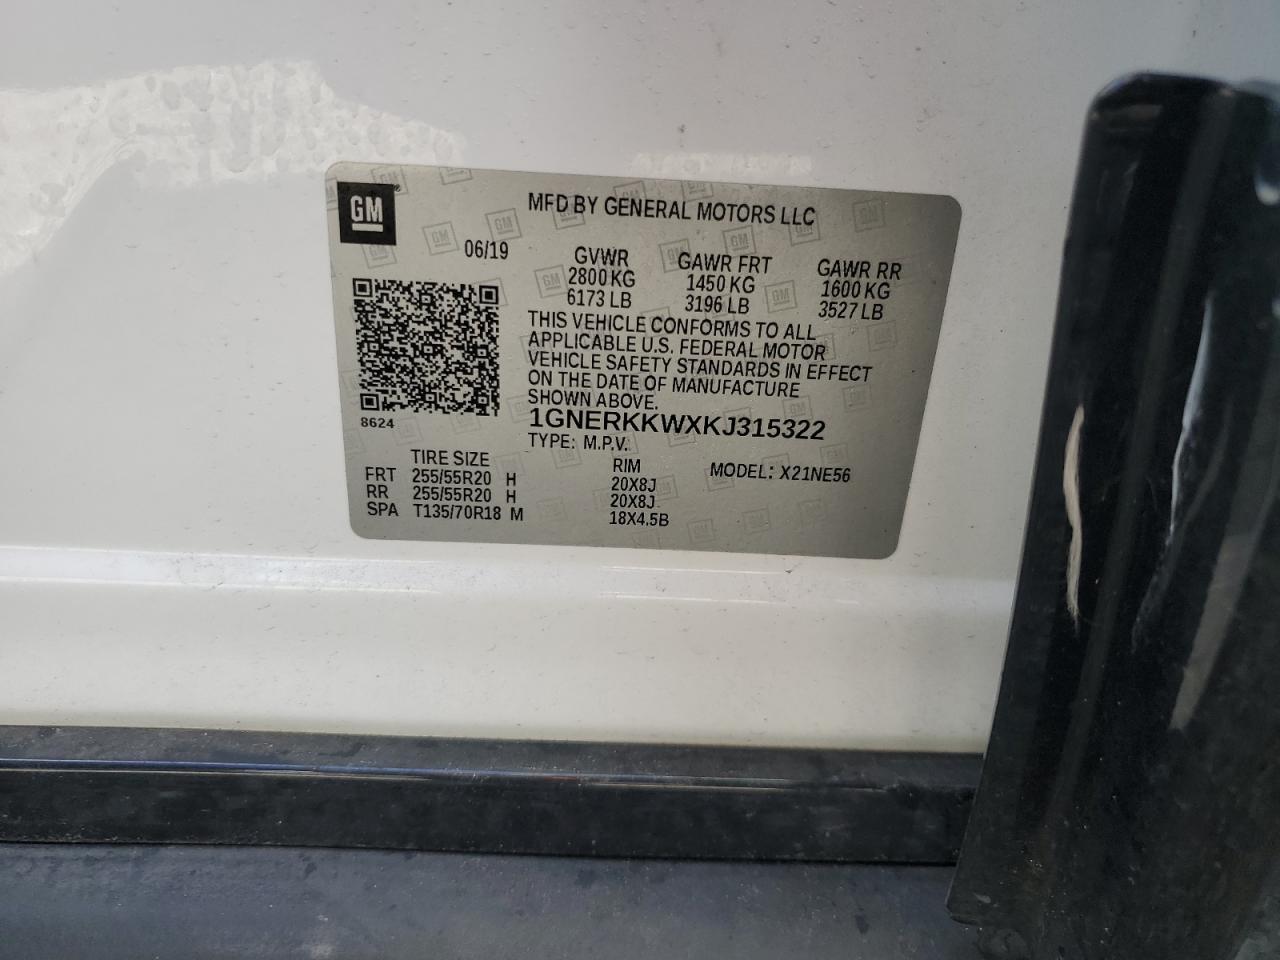 GM
MFD BY GENERAL MOTORS LLC
06/19
GVWR GAWR FRT GAWR RR
2800 KG 1450 KG 1600 KG
6173 LB 3196 LB 3527 LB
THIS VEHICLE CONFORMS TO ALL
APPLICABLE U.S. FEDERAL MOTOR
VEHICLE SAFETY STANDARDS IN EFFECT
ON THE DATE OF MANUFACTURE
SHOWN ABOVE.
8624
1GNERKKWXKJ315322
TYPE: M.P.V.
TIRE SIZE RIM MODEL: X21NE56
FRT 255/55R20 H 20X8J
RR 255/55R20 H 20X8J
SPA T135/70R18 M 18X4.5B